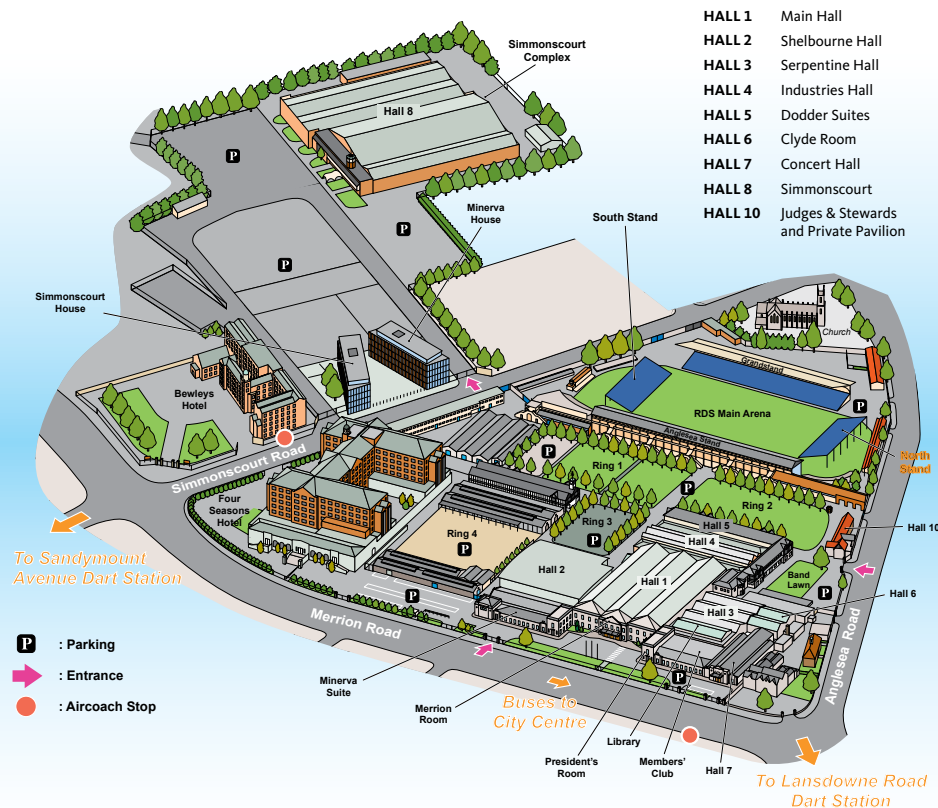 HALL 1 Main Hall
HALL 2 Shelbourne Hall
HALL 3 Serpentine Hall
HALL 4 Industries Hall
HALL 5 Dodder Suites
HALL 6 Clyde Room
HALL 7 Concert Hall
HALL 8 Simmonscourt
HALL 10 Judges & Stewards
and Private Pavilion
Simmonscourt
Complex
Hall 8
P
Minerva
House
P
South Stand
P
Simmonscourt
House
Church
Grandstand
Bewleys
Hotel
RDS Main Arena
P
Anglesea Stand
North
Stand
Simmonscourt Road
P
Ring 1
P
Four
Seasons
Hotel
Ring 2
Ring 3
Hall 5
Hall 10
Ring 4
P
P
Hall 4
To Sandymount
Avenue Dart Station
Hall 2
Hall 1
Band
Lawn
P
Hall 6
P
Hall 3
Merrion Road
Anglesea Road
P : Parking
: Entrance
: Aircoach Stop
P
Minerva
Suite
Merrion
Room
Buses to
City Centre
Library
President's
Room
Members'
Club
Hall 7
To Lansdowne Road
Dart Station